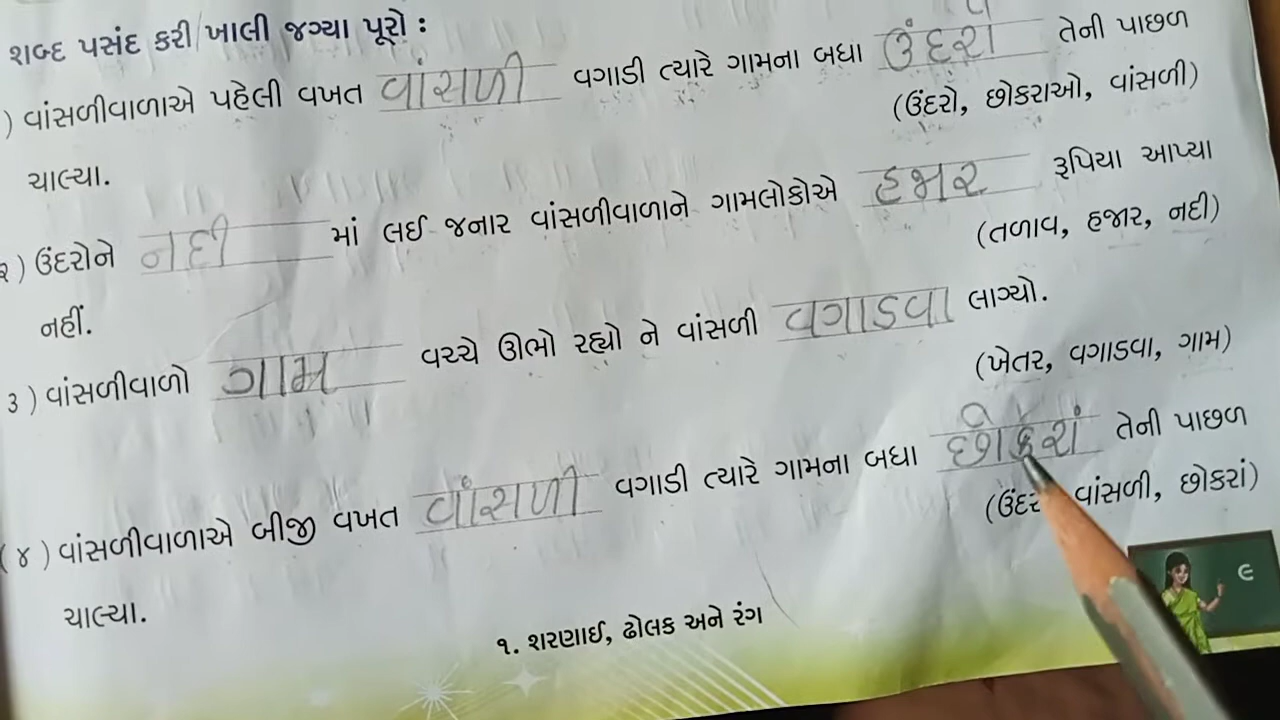 શબ્દ પસંદ કરી ખાલી જગ્યા પૂરો :
) વાંસળીવાળાએ પહેલી વખત વાંસળી વગાડી ત્યારે ગામના બધા ઉંદરો તેની પાછળ
(ઉંદરો, છોકરાઓ, વાંસળી)
ચાલ્યા.
૨) ઉંદરોને નદી માં લઈ જનાર વાંસળીવાળાને ગામલોકોએ હજાર રૂપિયા આપ્યા
(તળાવ, હજાર, નદી)
નહીં.
૩) વાંસળીવાળો ગામ વચ્ચે ઊભો રહ્યો ને વાંસળી વગાડવા લાગ્યો.
(ખેતર, વગાડવા, ગામ)
(૪) વાંસળીવાળાએ બીજી વખત વાંસળી વગાડી ત્યારે ગામના બધા છોકરાં તેની પાછળ
વાંસળી, છોકરાં)
ચાલ્યા.
૯
૧. શરણાઈ, ઢોલક અને રંગ